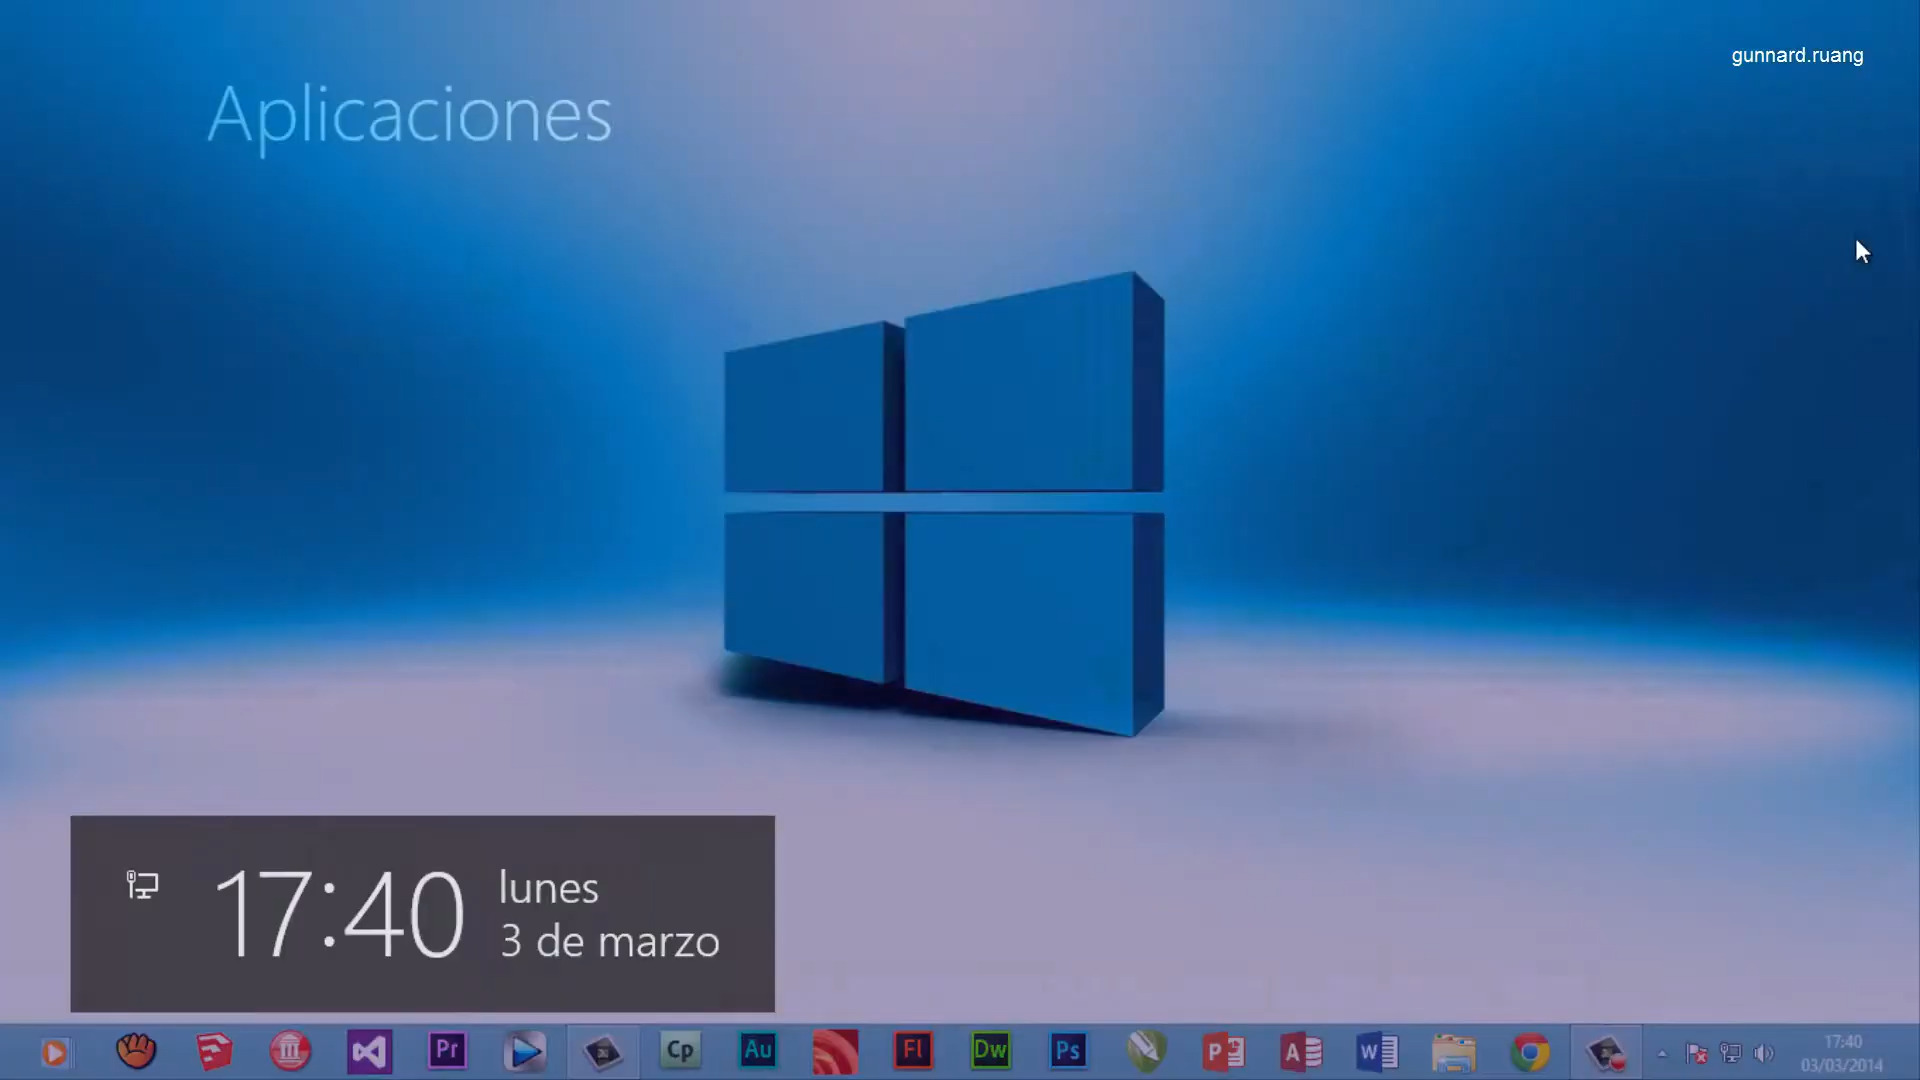 gunnard.ruang
Aplicaciones
17:40
lunes
3 de marzo
Pr
Cp
Au
Fl
Dw
Ps
P
A
W
17:40
03/03/2014